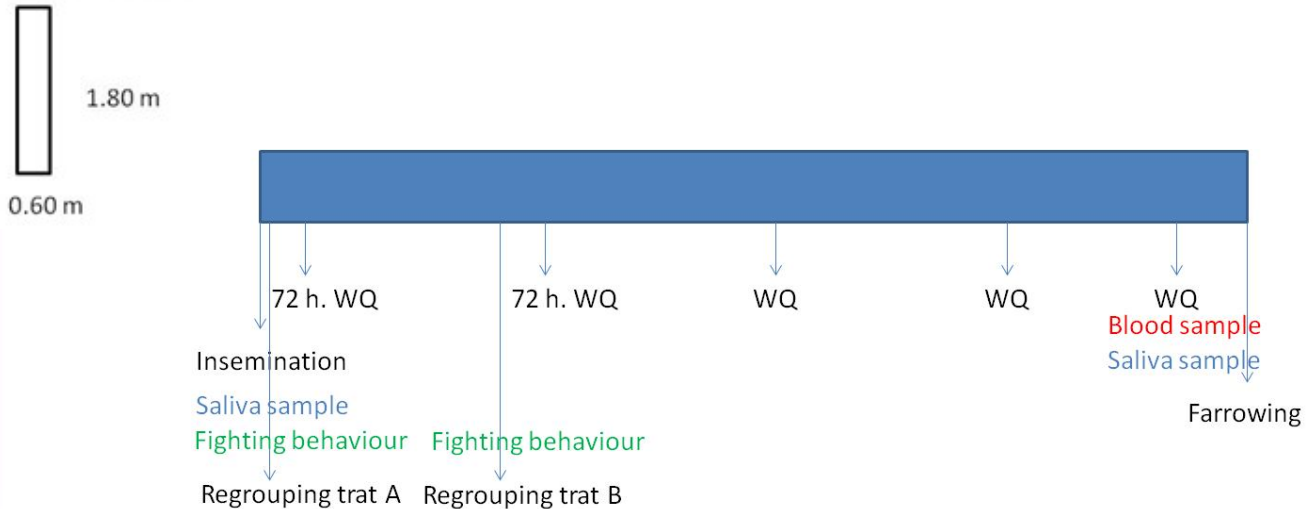 1.80 m
0.60 m
72 h. WQ
72 h. WQ
WQ
WQ
WQ
Blood sample
Saliva sample
Insemination
Saliva sample
Fighting behaviour
Fighting behaviour
Farrowing
Regrouping trat A
Regrouping trat B